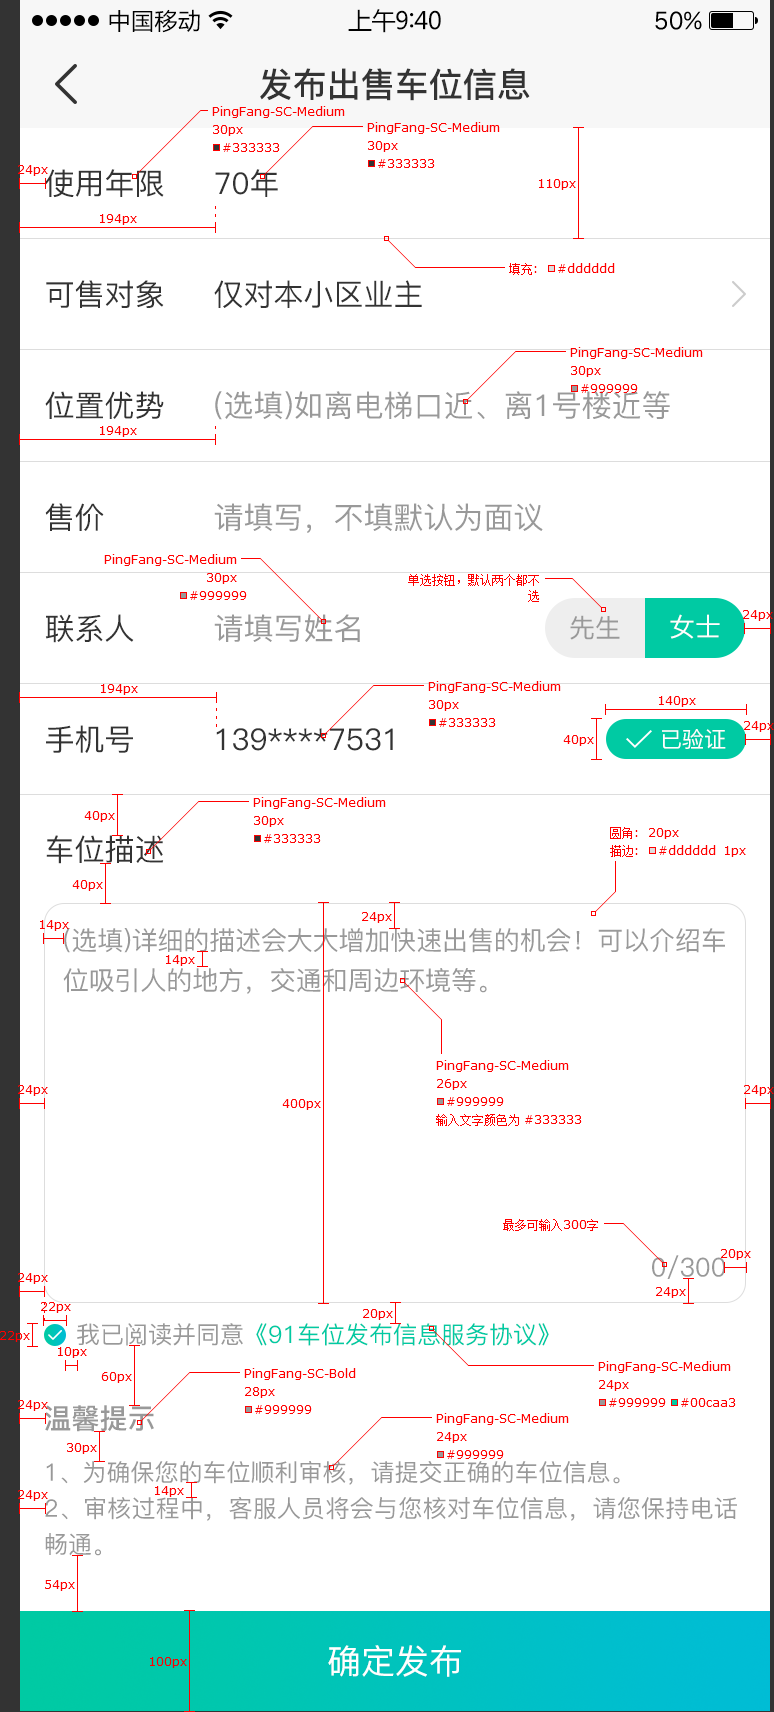 中国移动
上午9:40
50%
发布出售车位信息
PingFang-SC-Medium
30px
#333333
PingFang-SC-Medium
30px
#333333
24px
使用年限
70年
110px
194px
填充： #dddddd
可售对象
仅对本小区业主
PingFang-SC-Medium
30px
#999999
位置优势
(选填)如离电梯口近、离1号楼近等
194px
售价
请填写，不填默认为面议
PingFang-SC-Medium
30px
#999999
单选按钮，默认两个都不
选
联系人
请填写姓名
先生
女士
24px
194px
PingFang-SC-Medium
30px
#333333
140px
手机号
139****7531
40px
已验证
24px
40px
PingFang-SC-Medium
30px
#333333
车位描述
圆角： 20px
描边： #dddddd 1px
40px
24px
14px
(选填)详细的描述会大大增加快速出售的机会！可以介绍车
14px
位吸引人的地方，交通和周边环境等。
PingFang-SC-Medium
26px
#999999
输入文字颜色为 #333333
24px
400px
24px
最多可输入300字
0/300
20px
24px
24px
22px
20px
22px
我已阅读并同意《91车位发布信息服务协议》
10px
60px
PingFang-SC-Bold
28px
#999999
PingFang-SC-Medium
24px
#999999 #00caa3
24px
温馨提示
PingFang-SC-Medium
24px
#999999
30px
1、为确保您的车位顺利审核，请提交正确的车位信息。
14px
24px
2、审核过程中，客服人员将会与您核对车位信息，请您保持电话
畅通。
54px
100px
确定发布